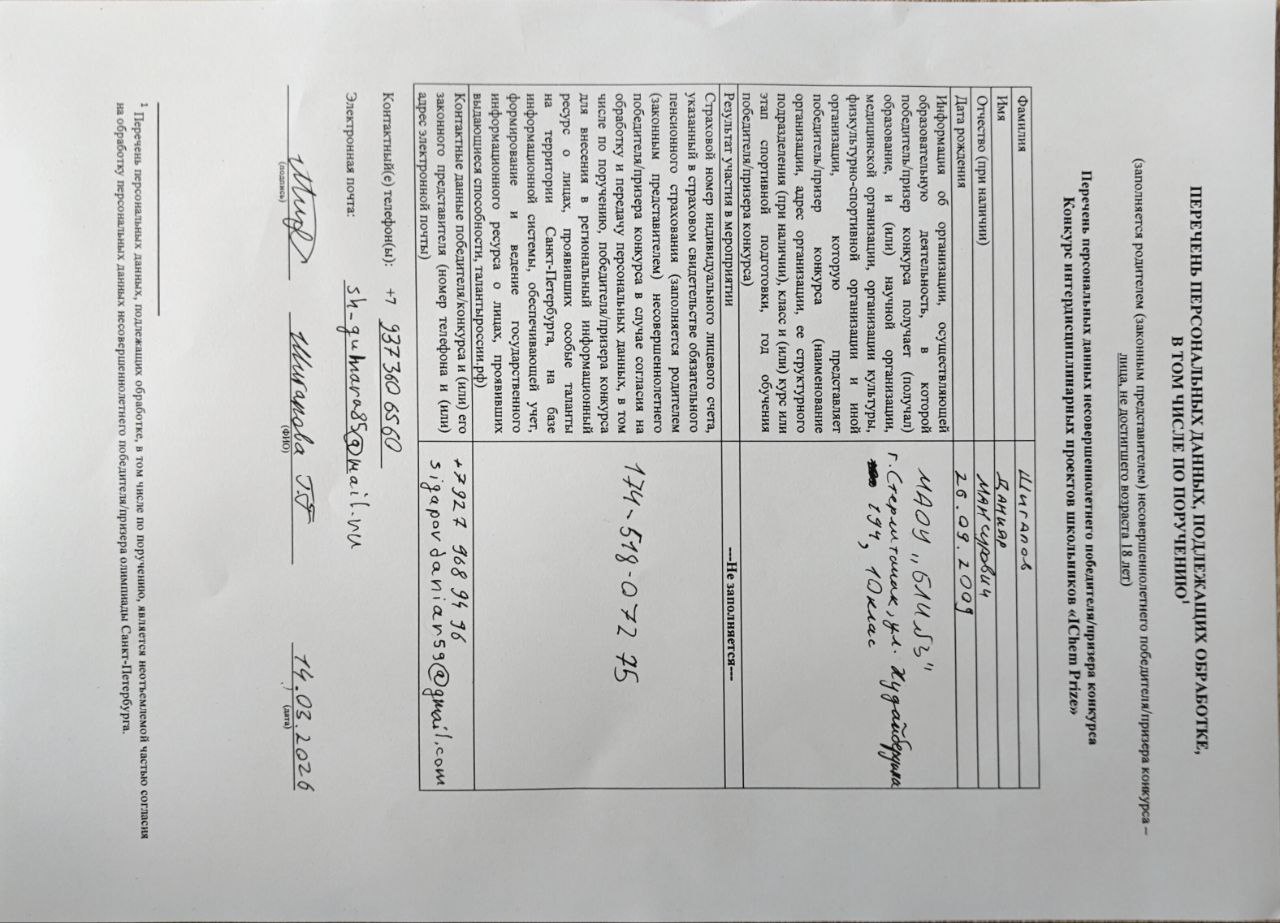 ПЕРЕЧЕНЬ ПЕРСОНАЛЬНЫХ ДАННЫХ, ПОДЛЕЖАЩИХ ОБРАБОТКЕ,
В ТОМ ЧИСЛЕ ПО ПОРУЧЕНИЮ¹
(заполняется родителем (законным представителем) несовершеннолетнего победителя/призера конкурса –
лица, не достигшего возраста 18 лет)
Перечень персональных данных несовершеннолетнего победителя/призера конкурса
Конкурс интердисциплинарных проектов школьников «IChem Prize»
Фамилия Шигапов
Имя Данияр
Отчество (при наличии) Мансурович
Дата рождения 26.09.2009
Информация об организации, осуществляющей
образовательную деятельность, в которой
победитель/призер конкурса получает (получал)
образование, и (или) научной организации,
медицинской организации, организации культуры,
физкультурно-спортивной организации и иной
организации, которую представляет
победитель/призер конкурса (наименование
организации, адрес организации, ее структурного
подразделения (при наличии), класс и (или) курс или
этап спортивной подготовки, год обучения
победителя/призера конкурса)
МАОУ „БЛИ №3"
г. Стерлитамак, ул. Худайбердина
194, 10 клас
Результат участия в мероприятии ---Не заполняется---
Страховой номер индивидуального лицевого счета,
указанный в страховом свидетельстве обязательного
пенсионного страхования (заполняется родителем
(законным представителем) несовершеннолетнего
победителя/призера конкурса в случае согласия на
обработку и передачу персональных данных, в том
числе по поручению, победителя/призера конкурса
для внесения в региональный информационный
ресурс о лицах, проявивших особые таланты
на территории Санкт-Петербурга, на базе
информационной системы, обеспечивающей учет,
формирование и ведение государственного
информационного ресурса о лицах, проявивших
выдающиеся способности, талантыроссии.рф)
174-518-072 75
Контактные данные победителя/конкурса и (или) его
законного представителя (номер телефона и (или)
адрес электронной почты)
+7927 968 94 96
sigapovdaniar59@gmail.com
Контактный(е) телефон(ы): +7 937 360 65 60
Электронная почта: sh-gulnara85@mail.ru
Шигапова 14.03.2026
(подпись) (ФИО) (дата)
¹ Перечень персональных данных, подлежащих обработке, в том числе по поручению, является неотъемлемой частью согласия
на обработку персональных данных несовершеннолетнего победителя/призера олимпиады Санкт-Петербурга.